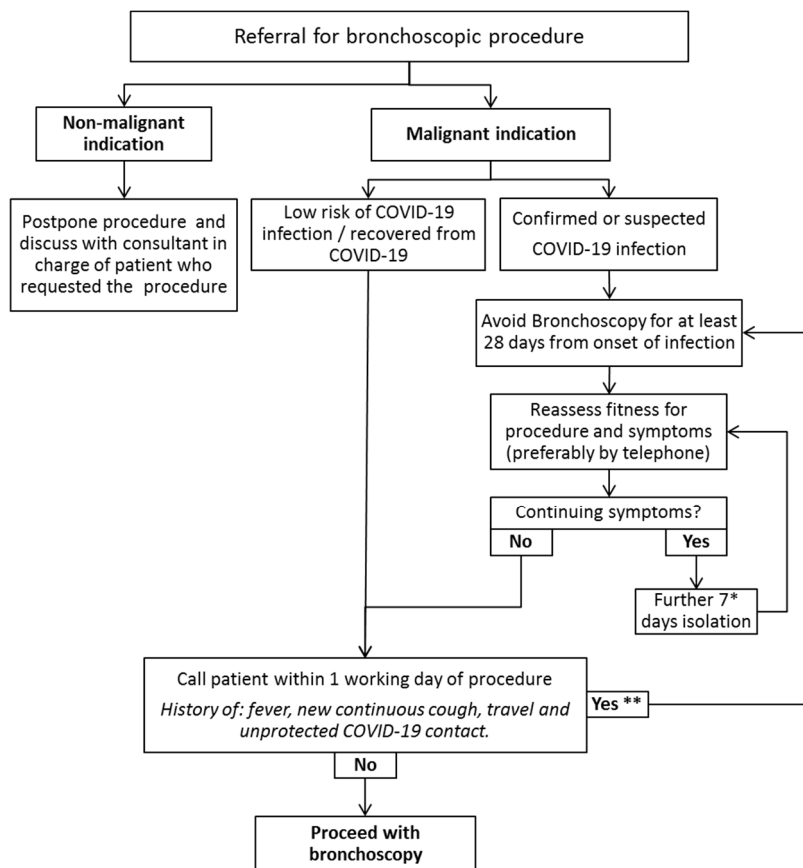 Referral for bronchoscopic procedure
Non-malignant
indication
Malignant indication
Postpone procedure and
discuss with consultant in
charge of patient who
requested the procedure
Low risk of COVID-19
infection / recovered from
COVID-19
Confirmed or suspected
COVID-19 infection
Avoid Bronchoscopy for at least
28 days from onset of infection
Reassess fitness for
procedure and symptoms
(preferably by telephone)
Continuing symptoms?
No
Yes
Further 7*
days isolation
Call patient within 1 working day of procedure
History of: fever, new continuous cough, travel and
unprotected COVID-19 contact.
Yes **
No
Proceed with
bronchoscopy